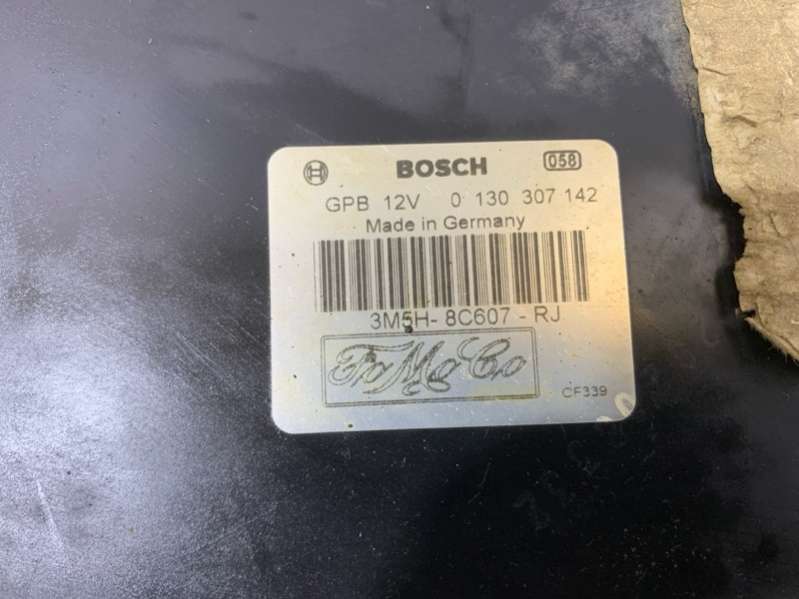 BOSCH 058
GPB 12V 0 130 307 142
Made in Germany
3M5H- 8C607 - RJ
FoMoCo
CF339